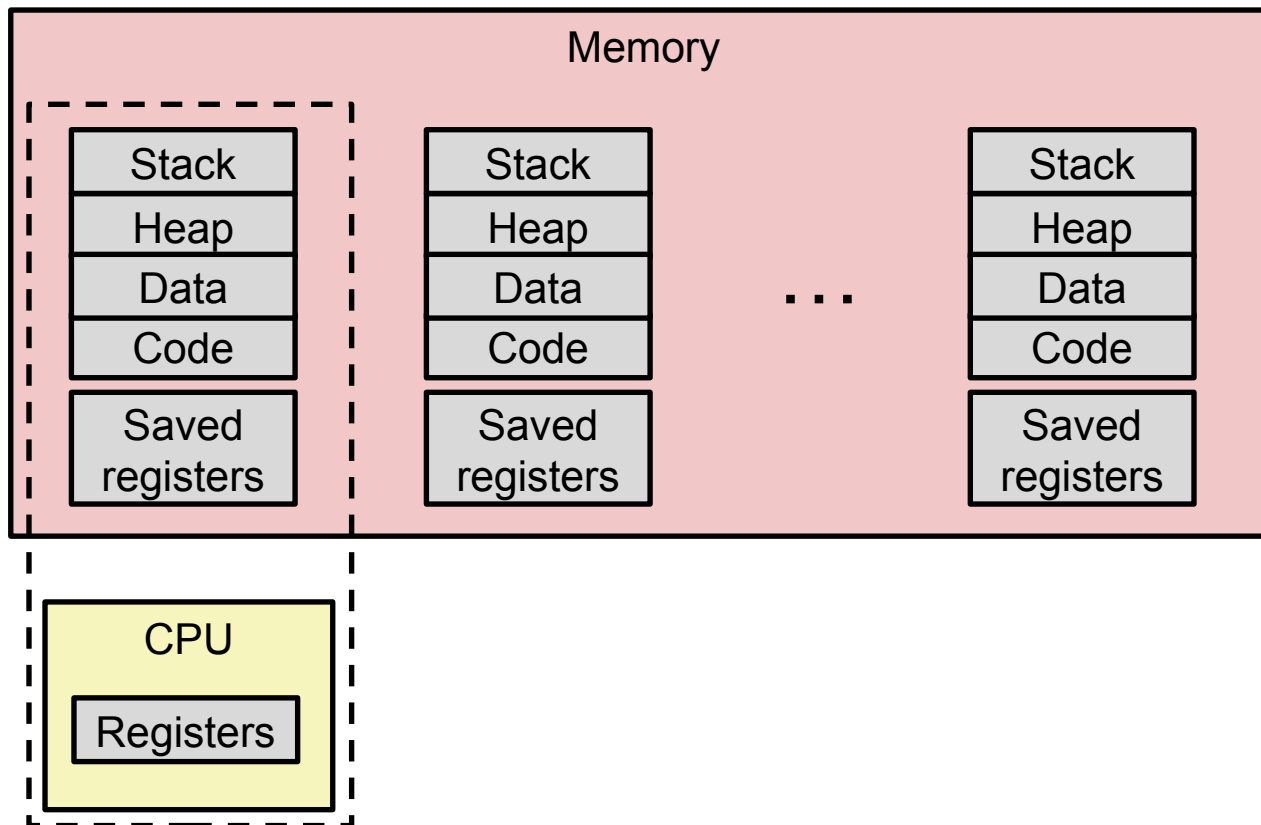 Memory
Stack
Heap
Data
Code
Saved
registers
Stack
Heap
Data
Code
Saved
registers
...
Stack
Heap
Data
Code
Saved
registers
CPU
Registers